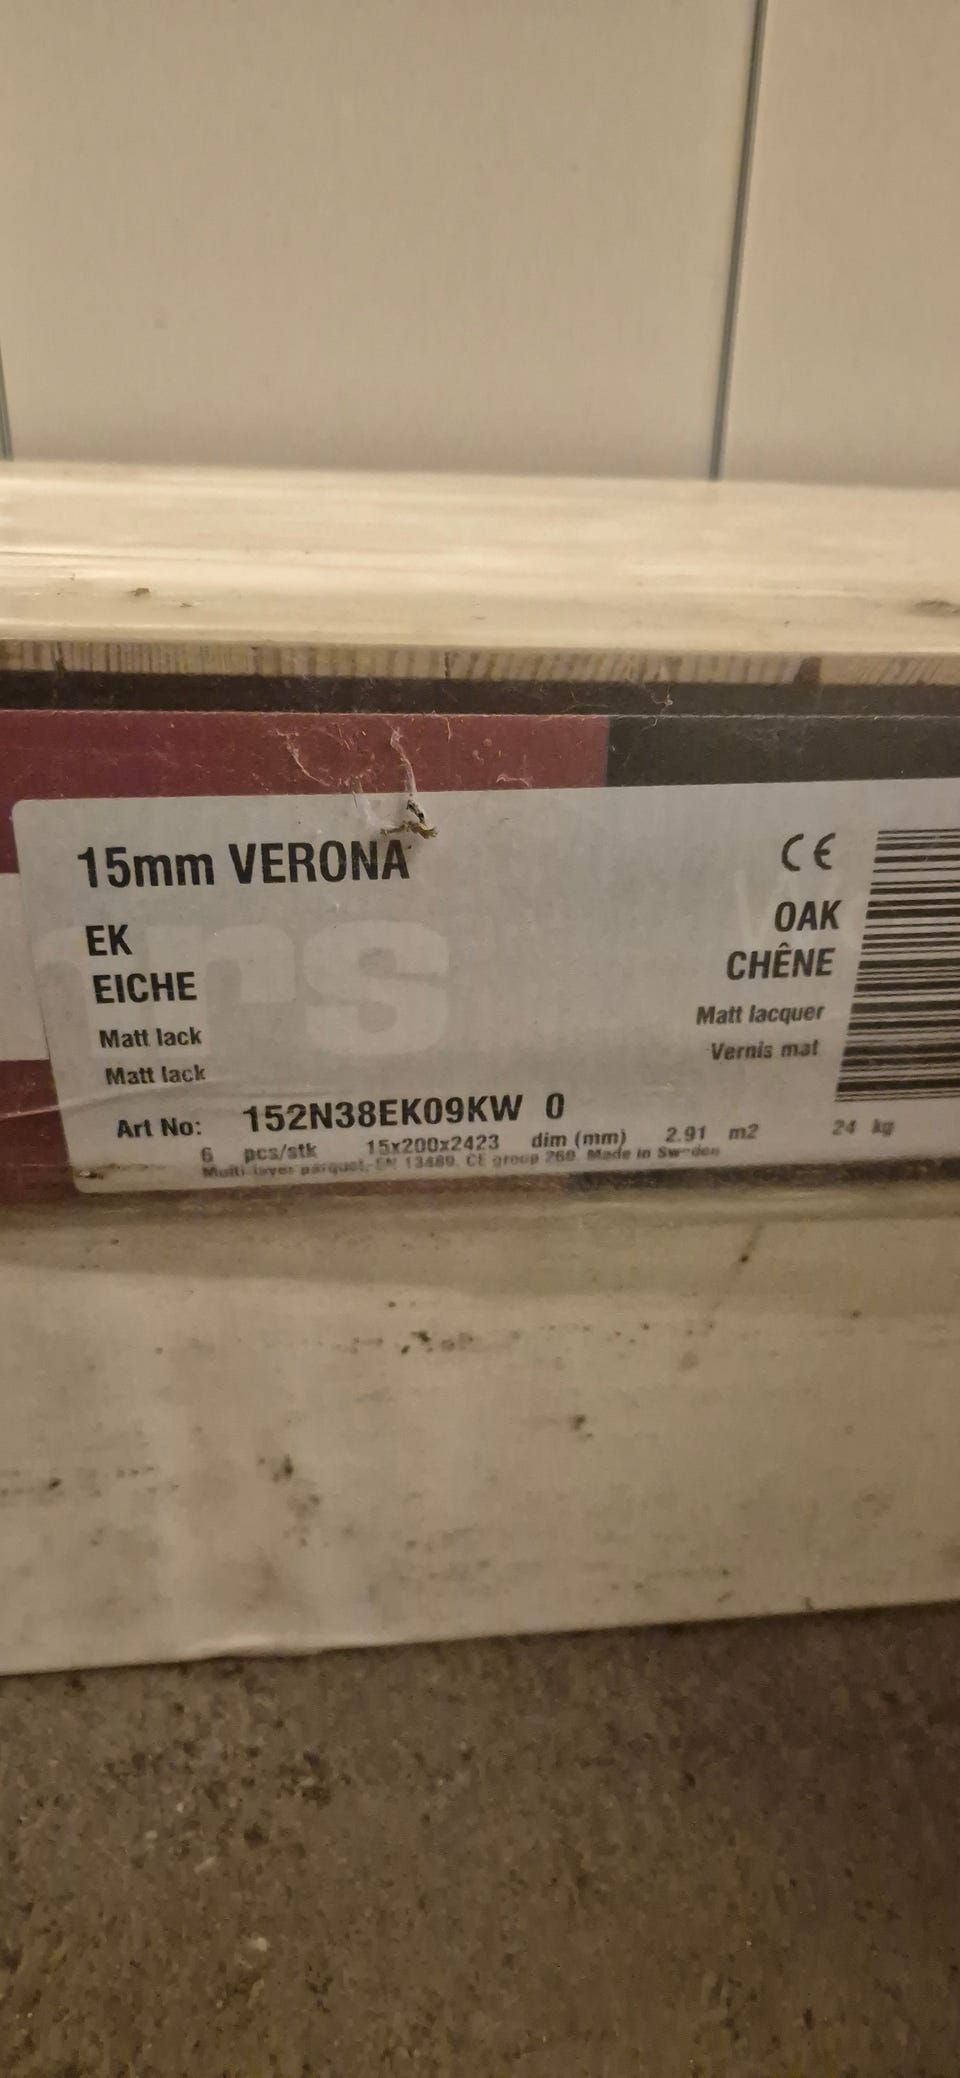 15mm VERONA
CE
EK
OAK
EICHE
CHÊNE
Matt lack
Matt lacquer
Matt lack
Vernis mat
Art No: 152N38EK09KW 0
6 pcs/stk 15x200x2423 dim (mm) 2.91 m2 24 kg
Multi-layer parquet, EN 13489, CE group 260. Made in Sweden
rs